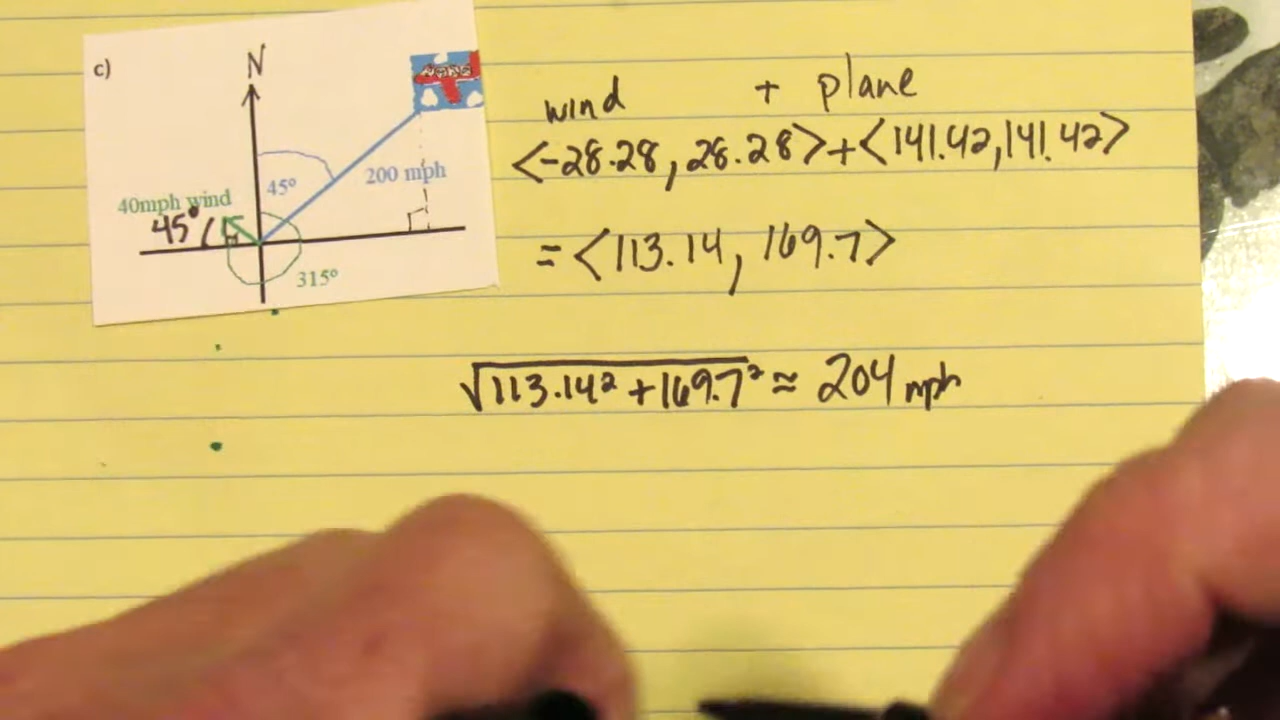 c)
N
45°
200 mph
40mph wind
45°
315°
wind + plane
<-28.28, 28.28>+<141.42,141.42>
=<113.14, 169.7>
√113.14²+169.7² ≈ 204 mph